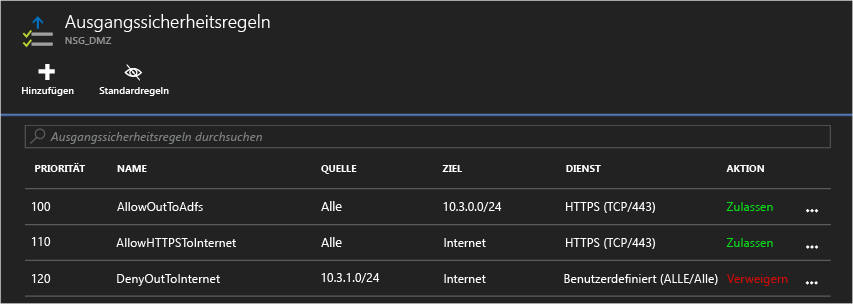 Ausgangssicherheitsregeln
NSG_DMZ
Hinzufügen Standardregeln
Ausgangssicherheitsregeln durchsuchen
PRIORITÄT NAME QUELLE ZIEL DIENST AKTION
100 AllowOutToAdfs Alle 10.3.0.0/24 HTTPS (TCP/443) Zulassen ...
110 AllowHTTPSToInternet Alle Internet HTTPS (TCP/443) Zulassen ...
120 DenyOutToInternet 10.3.1.0/24 Internet Benutzerdefiniert (ALLE/Alle) Verweigern ...